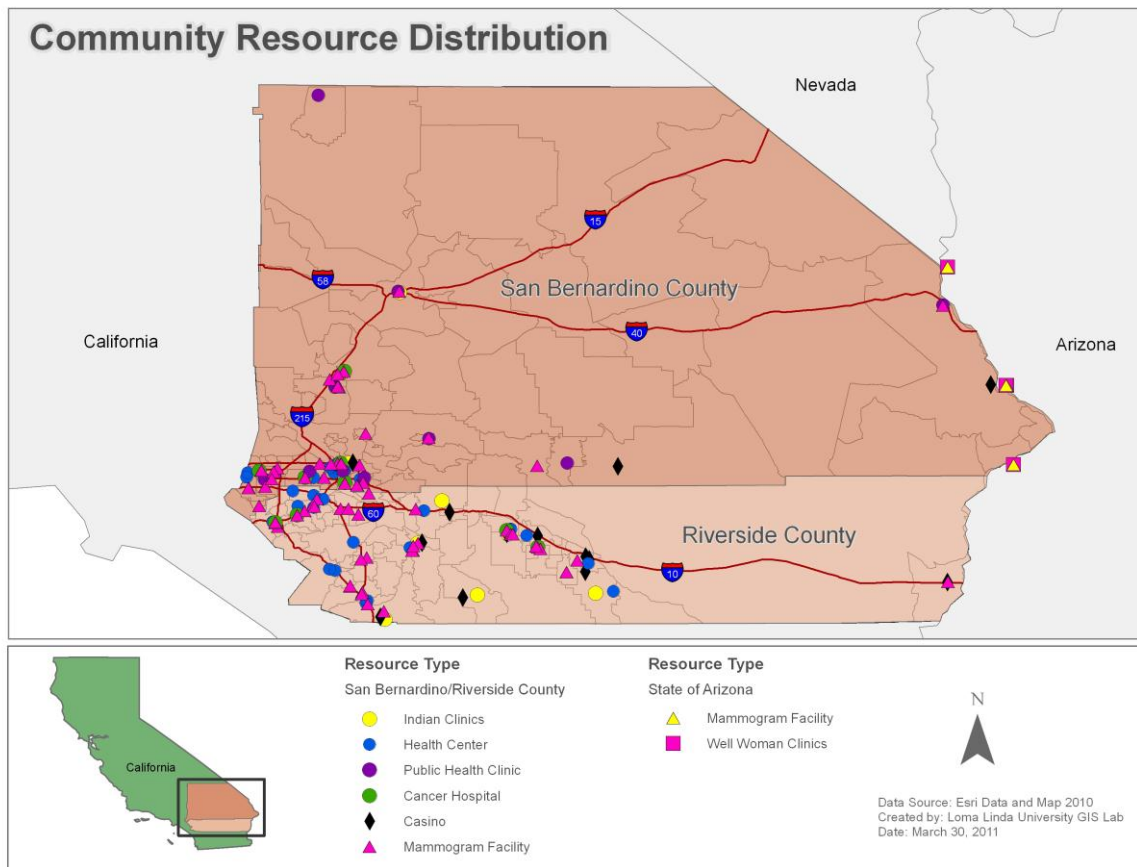 Community Resource Distribution
Nevada
15
58
San Bernardino County
40
California
Arizona
215
60
Riverside County
10
Resource Type
San Bernardino/Riverside County
Indian Clinics
Health Center
Public Health Clinic
Cancer Hospital
Casino
Mammogram Facility
Resource Type
State of Arizona
Mammogram Facility
Well Woman Clinics
California
N
Data Source: Esri Data and Map 2010
Created by: Loma Linda University GIS Lab
Date: March 30, 2011